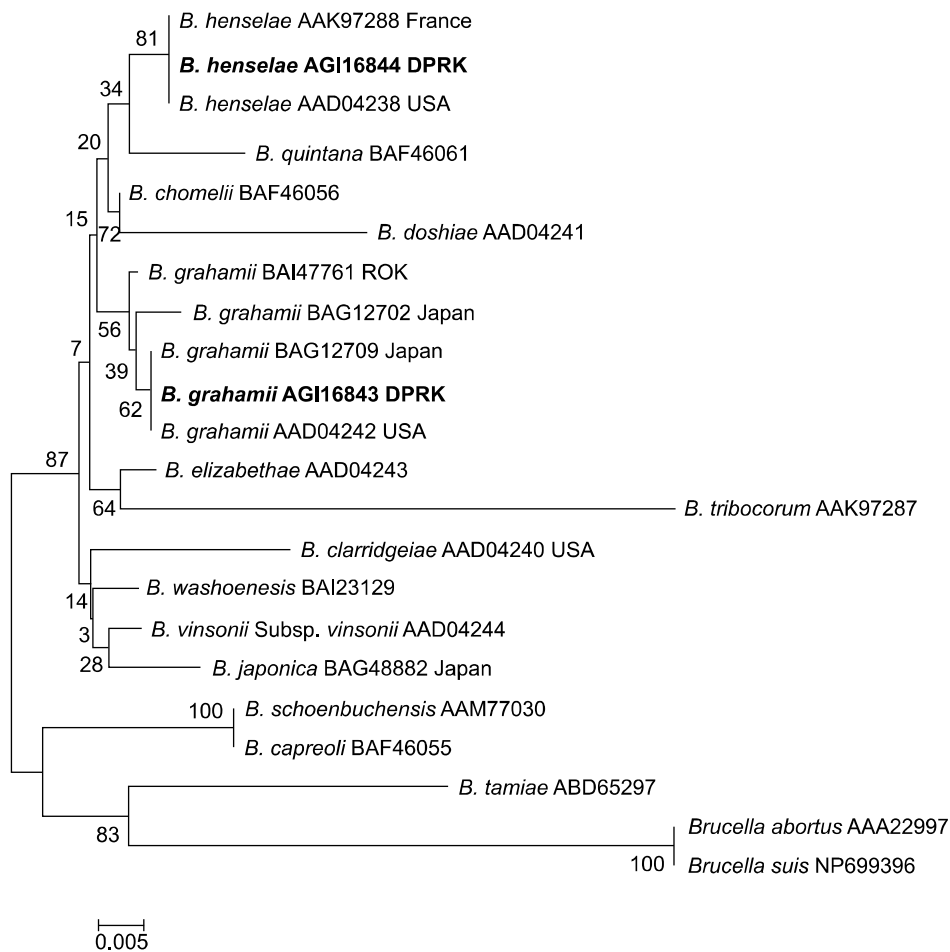 B. henselae AAK97288 France
81
B. henselae AGI16844 DPRK
34
B. henselae AAD04238 USA
20
B. quintana BAF46061
B. chomelii BAF46056
15
72
B. doshiae AAD04241
B. grahamii BAI47761 ROK
B. grahamii BAG12702 Japan
56
7
B. grahamii BAG12709 Japan
39
B. grahamii AGI16843 DPRK
62
B. grahamii AAD04242 USA
87
B. elizabethae AAD04243
64
B. tribocorum AAK97287
B. clarridgeiae AAD04240 USA
B. washoenesis BAI23129
14
B. vinsonii Subsp. vinsonii AAD04244
3
28
B. japonica BAG48882 Japan
100
B. schoenbuchensis AAM77030
B. capreoli BAF46055
B. tamiae ABD65297
83
Brucella abortus AAA22997
100
Brucella suis NP699396
0.005